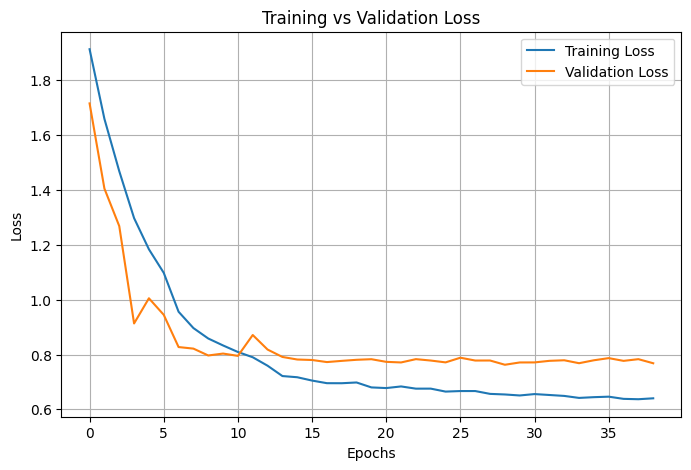 Training vs Validation Loss
Training Loss
Validation Loss
1.8
1.6
1.4
1.2
1.0
0.8
0.6
Loss
0 5 10 15 20 25 30 35
Epochs